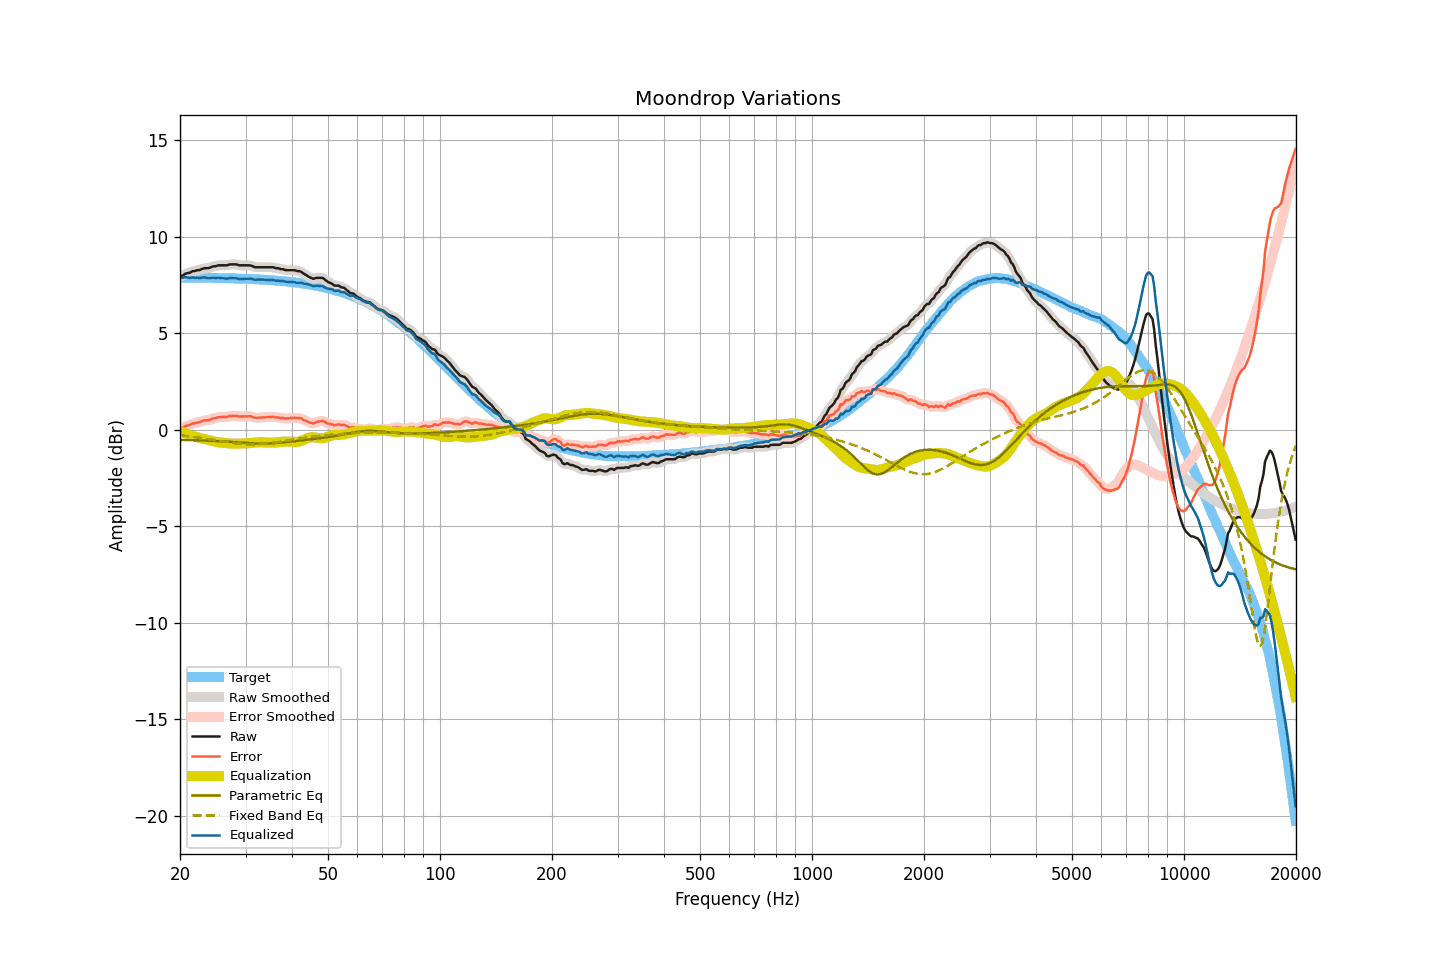 Moondrop Variations
Amplitude (dBr)
15
10
5
0
−5
−10
−15
−20
Target
Raw Smoothed
Error Smoothed
Raw
Error
Equalization
Parametric Eq
Fixed Band Eq
Equalized
20 50 100 200 500 1000 2000 5000 10000 20000
Frequency (Hz)